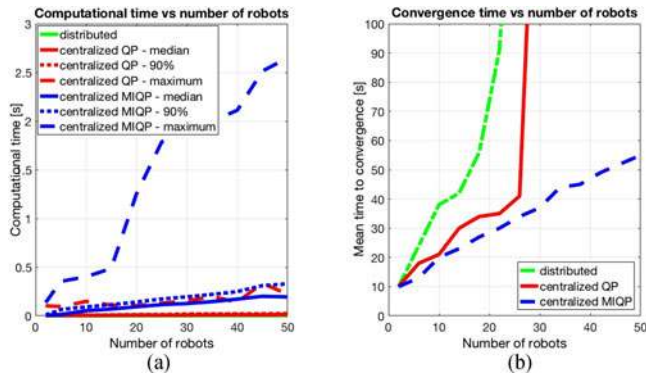 Computational time vs number of robots
Computational time [s]
3
2.5
2
1.5
1
0.5
0
distributed
centralized QP - median
centralized QP - 90%
centralized QP - maximum
centralized MIQP - median
centralized MIQP - 90%
centralized MIQP - maximum
0 10 20 30 40 50
Number of robots
(a)
Convergence time vs number of robots
Mean time to convergence [s]
100
90
80
70
60
50
40
30
20
10
0
distributed
centralized QP
centralized MIQP
0 10 20 30 40 50
Number of robots
(b)